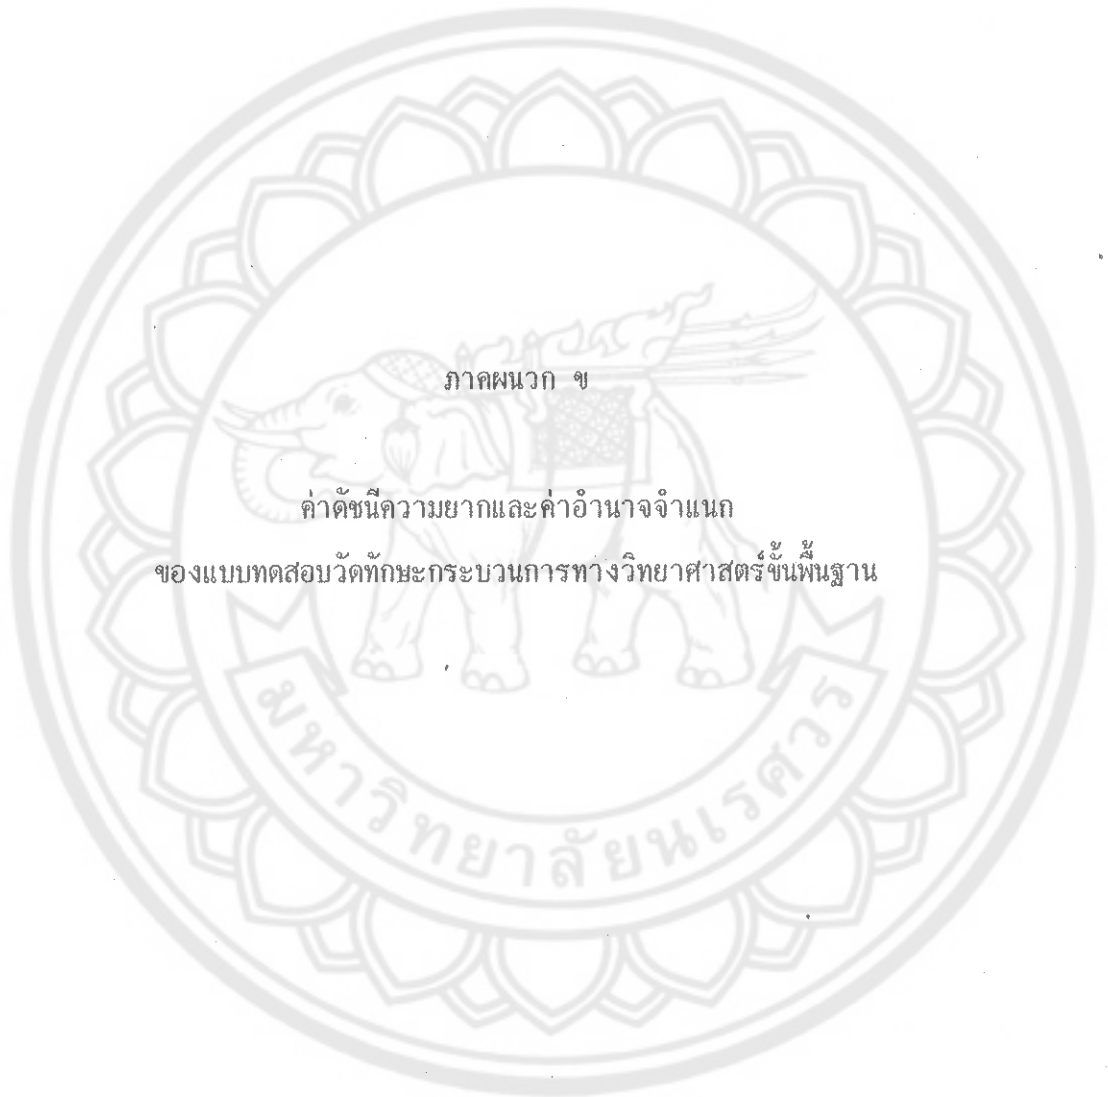 ภาคผนวก ข
ค่าดัชนีความยากและค่าอำนาจจำแนก
ของแบบทดสอบวัดทักษะกระบวนการทางวิทยาศาสตร์ขั้นพื้นฐาน
มหาวิทยาลัยนเรศวร